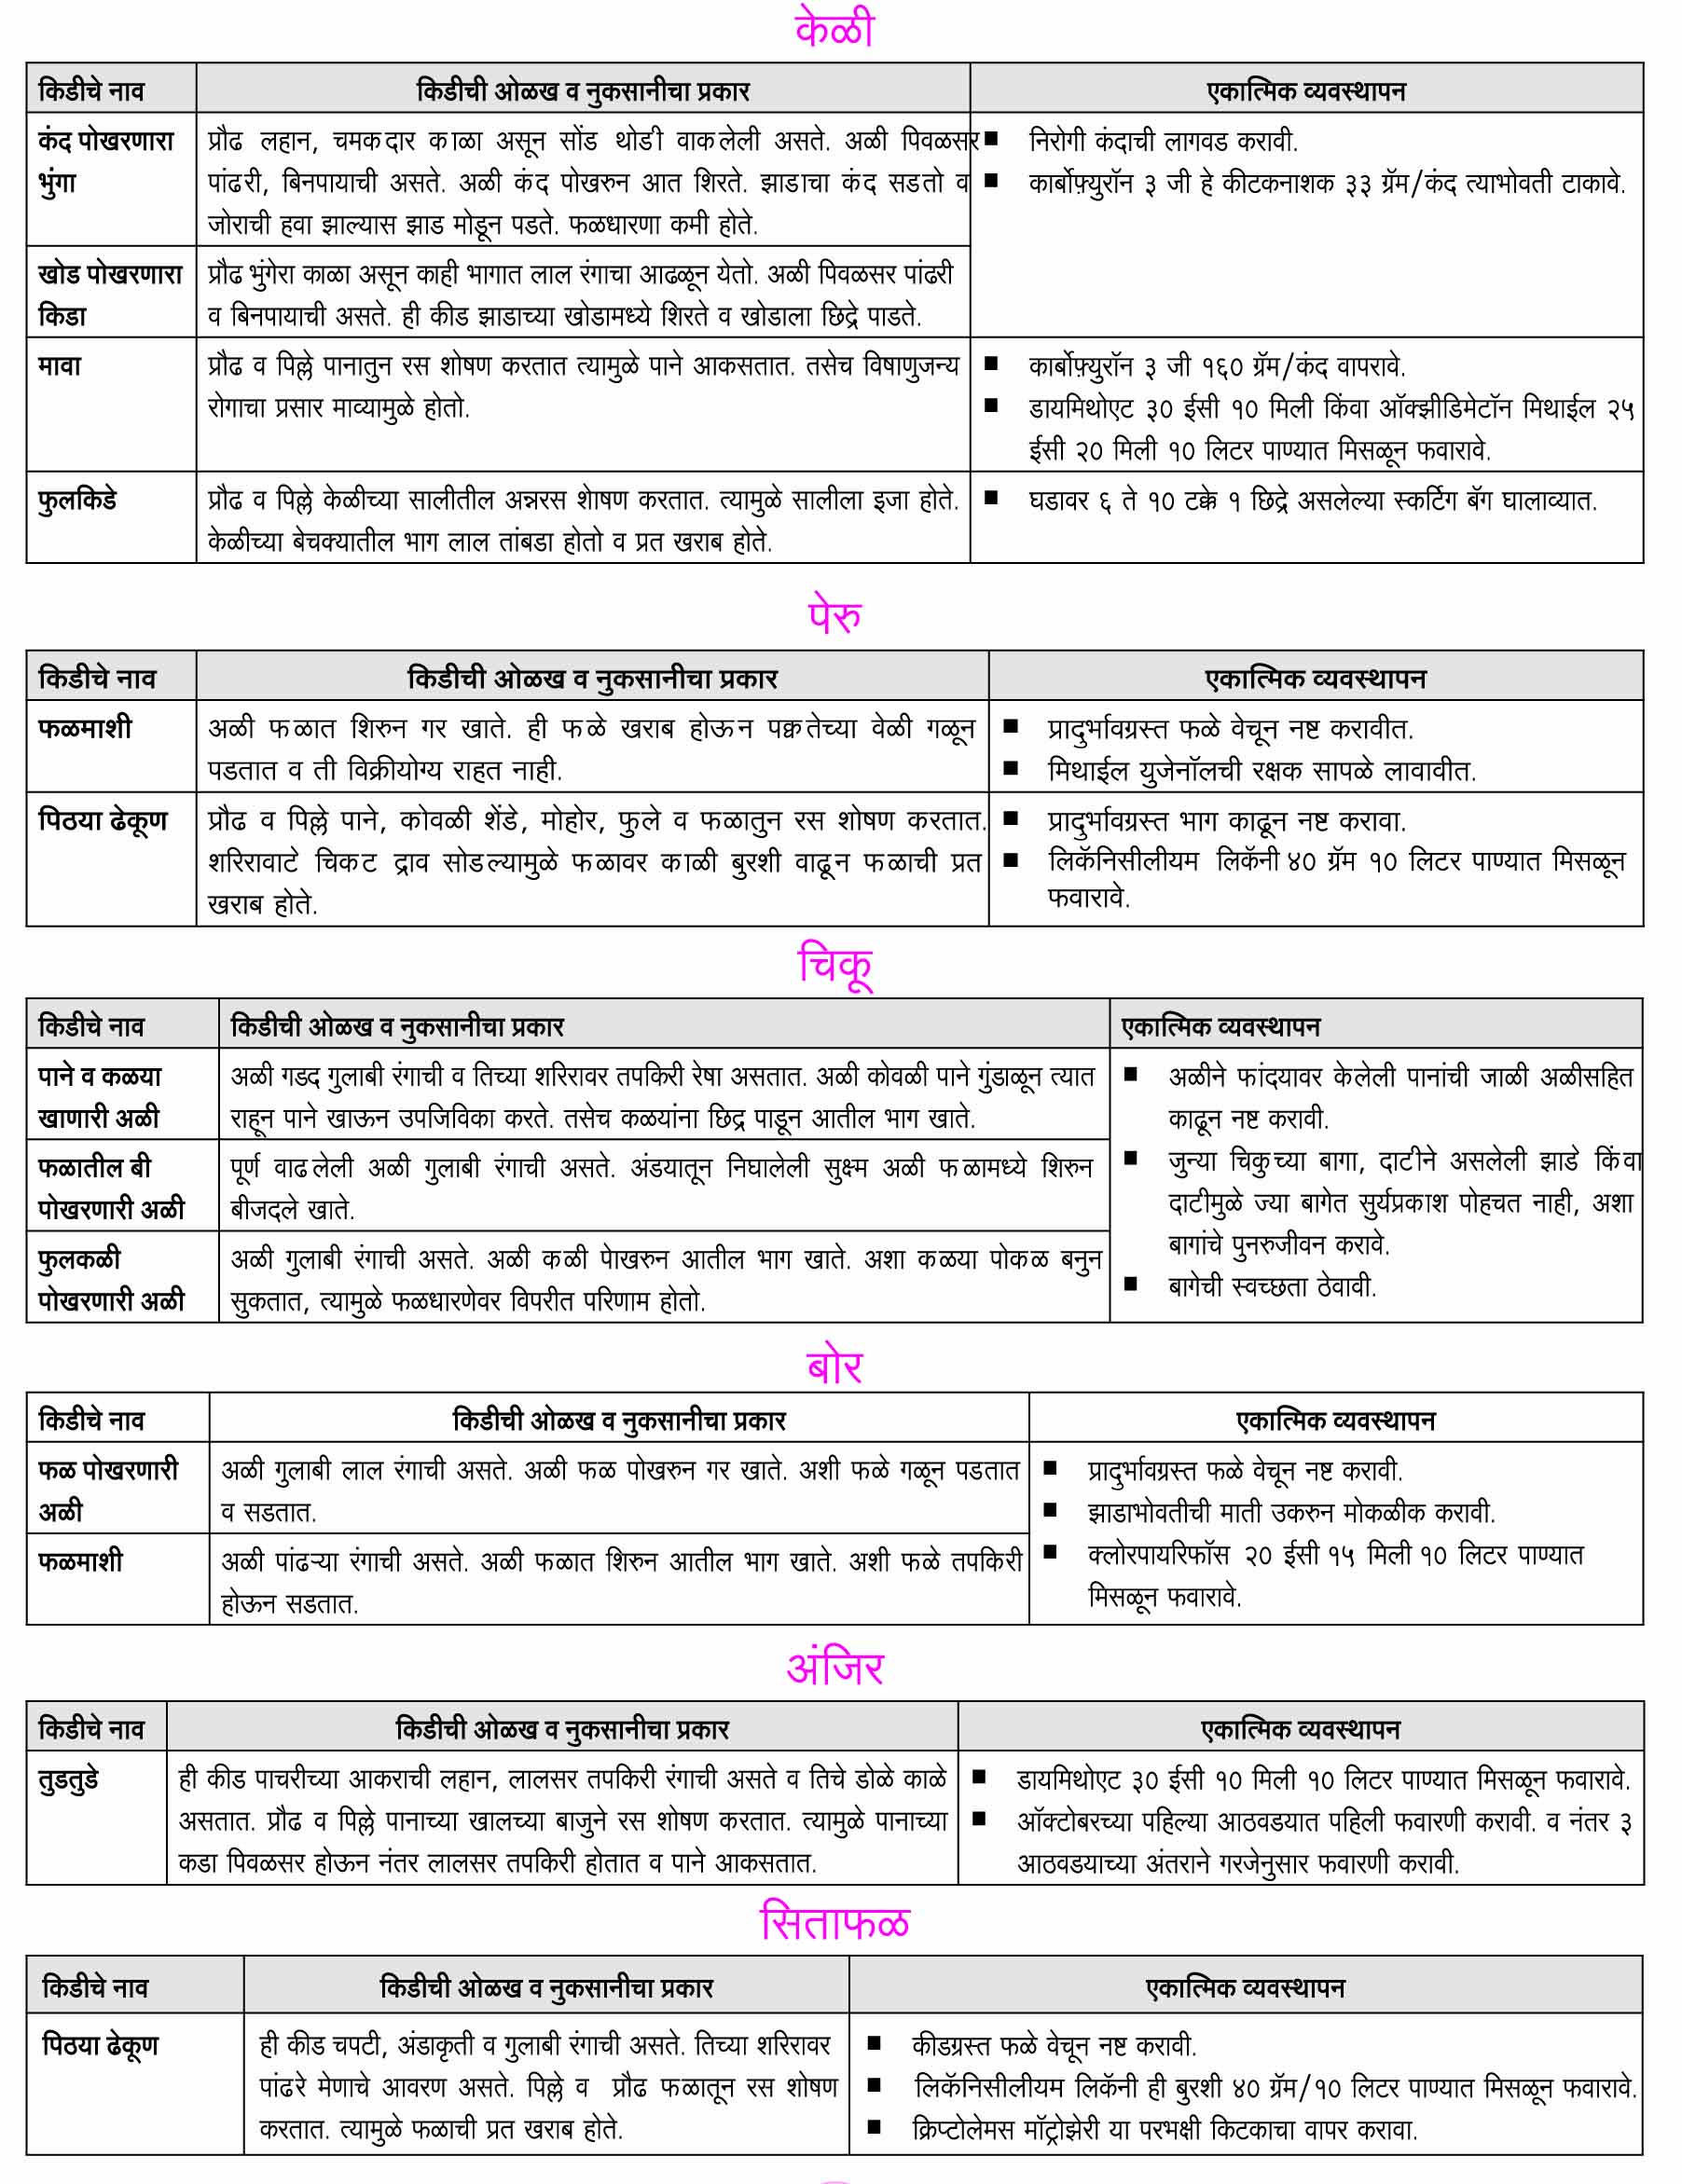 केळी
किडीचे नाव किडीची ओळख व नुकसानीचा प्रकार एकात्मिक व्यवस्थापन
कंद पोखरणारा प्रौढ लहान, चमकदार काळा असून सोंड थोडी वाकलेली असते. अळी पिवळसर ■ निरोगी कंदाची लागवड करावी.
भुंगा पांढरी, बिनपायाची असते. अळी कंद पोखरुन आत शिरते. झाडाचा कंद सडतो व ■ कार्बोफ़्युरॉन ३ जी हे कीटकनाशक ३३ ग्रॅम/कंद त्याभोवती टाकावे.
जोराची हवा झाल्यास झाड मोडून पडते. फळधारणा कमी होते.
खोड पोखरणारा प्रौढ भुंगेरा काळा असून काही भागात लाल रंगाचा आढळून येतो. अळी पिवळसर पांढरी
किडा व बिनपायाची असते. ही कीड झाडाच्या खोडामध्ये शिरते व खोडाला छिद्रे पाडते.
मावा प्रौढ व पिल्ले पानातुन रस शोषण करतात त्यामुळे पाने आकसतात. तसेच विषाणुजन्य ■ कार्बोफ़्युरॉन ३ जी १६० ग्रॅम/कंद वापरावे.
रोगाचा प्रसार माव्यामुळे होतो. ■ डायमिथोएट ३० ईसी १० मिली किंवा ऑक्झीडिमेटॉन मिथाईल २५
ईसी २० मिली १० लिटर पाण्यात मिसळून फवारावे.
फुलकिडे प्रौढ व पिल्ले केळीच्या सालीतील अन्नरस शेाषण करतात. त्यामुळे सालीला इजा होते. ■ घडावर ६ ते १० टक्के १ छिद्रे असलेल्या स्कर्टिग बॅग घालाव्यात.
केळीच्या बेचक्यातील भाग लाल तांबडा होतो व प्रत खराब होते.
पेरु
किडीचे नाव किडीची ओळख व नुकसानीचा प्रकार एकात्मिक व्यवस्थापन
फळमाशी अळी फळात शिरुन गर खाते. ही फळे खराब होऊन पक्वतेच्या वेळी गळून ■ प्रादुर्भावग्रस्त फळे वेचून नष्ट करावीत.
पडतात व ती विक्रीयोग्य राहत नाही. ■ मिथाईल युजेनॉलची रक्षक सापळे लावावीत.
पिठया ढेकूण प्रौढ व पिल्ले पाने, कोवळी शेंडे, मोहोर, फुले व फळातुन रस शोषण करतात. ■ प्रादुर्भावग्रस्त भाग काढून नष्ट करावा.
शरिरावाटे चिकट द्राव सोडल्यामुळे फळावर काळी बुरशी वाढून फळाची प्रत ■ लिकॅनिसीलीयम लिकॅनी ४० ग्रॅम १० लिटर पाण्यात मिसळून
खराब होते. फवारावे.
चिकू
किडीचे नाव किडीची ओळख व नुकसानीचा प्रकार एकात्मिक व्यवस्थापन
पाने व कळया अळी गडद गुलाबी रंगाची व तिच्या शरिरावर तपकिरी रेषा असतात. अळी कोवळी पाने गुंडाळून त्यात ■ अळीने फांदयावर केलेली पानांची जाळी अळीसहित
खाणारी अळी राहून पाने खाऊन उपजिविका करते. तसेच कळयांना छिद्र पाडून आतील भाग खाते. काढून नष्ट करावी.
फळातील बी पूर्ण वाढलेली अळी गुलाबी रंगाची असते. अंडयातून निघालेली सुक्ष्म अळी फळामध्ये शिरुन ■ जुन्या चिकुच्या बागा, दाटीने असलेली झाडे किंवा
पोखरणारी अळी बीजदले खाते. दाटीमुळे ज्या बागेत सुर्यप्रकाश पोहचत नाही, अशा
फुलकळी अळी गुलाबी रंगाची असते. अळी कळी पेाखरुन आतील भाग खाते. अशा कळया पोकळ बनुन बागांचे पुनरुजीवन करावे.
पोखरणारी अळी सुकतात, त्यामुळे फळधारणेवर विपरीत परिणाम होतो. ■ बागेची स्वच्छता ठेवावी.
बोर
किडीचे नाव किडीची ओळख व नुकसानीचा प्रकार एकात्मिक व्यवस्थापन
फळ पोखरणारी अळी गुलाबी लाल रंगाची असते. अळी फळ पोखरुन गर खाते. अशी फळे गळून पडतात ■ प्रादुर्भावग्रस्त फळे वेचून नष्ट करावी.
अळी व सडतात. ■ झाडाभोवतीची माती उकरुन मोकळीक करावी.
फळमाशी अळी पांढऱ्या रंगाची असते. अळी फळात शिरुन आतील भाग खाते. अशी फळे तपकिरी ■ क्लोरपायरिफॉस २० ईसी १५ मिली १० लिटर पाण्यात
होऊन सडतात. मिसळून फवारावे.
अंजिर
किडीचे नाव किडीची ओळख व नुकसानीचा प्रकार एकात्मिक व्यवस्थापन
तुडतुडे ही कीड पाचरीच्या आकराची लहान, लालसर तपकिरी रंगाची असते व तिचे डोळे काळे ■ डायमिथोएट ३० ईसी १० मिली १० लिटर पाण्यात मिसळून फवारावे.
असतात. प्रौढ व पिल्ले पानाच्या खालच्या बाजुने रस शोषण करतात. त्यामुळे पानाच्या ■ ऑक्टोबरच्या पहिल्या आठवडयात पहिली फवारणी करावी. व नंतर ३
कडा पिवळसर होऊन नंतर लालसर तपकिरी होतात व पाने आकसतात. आठवडयाच्या अंतराने गरजेनुसार फवारणी करावी.
सिताफळ
किडीचे नाव किडीची ओळख व नुकसानीचा प्रकार एकात्मिक व्यवस्थापन
पिठया ढेकूण ही कीड चपटी, अंडाकृती व गुलाबी रंगाची असते. तिच्या शरिरावर ■ कीडग्रस्त फळे वेचून नष्ट करावी.
पांढरे मेणाचे आवरण असते. पिल्ले व प्रौढ फळातून रस शोषण ■ लिकॅनिसीलीयम लिकॅनी ही बुरशी ४० ग्रॅम/१० लिटर पाण्यात मिसळून फवारावे.
करतात. त्यामुळे फळाची प्रत खराब होते. ■ क्रिप्टोलेमस मॉट्रोझेरी या परभक्षी किटकाचा वापर करावा.